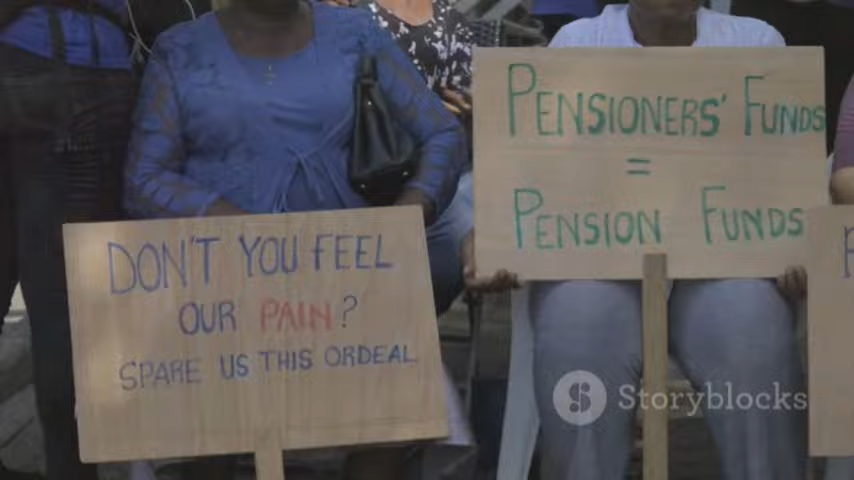 DON'T YOU FEEL
OUR PAIN?
SPARE US THIS ORDEAL
PENSIONERS' FUNDS
=
PENSION FUNDS
Storyblocks